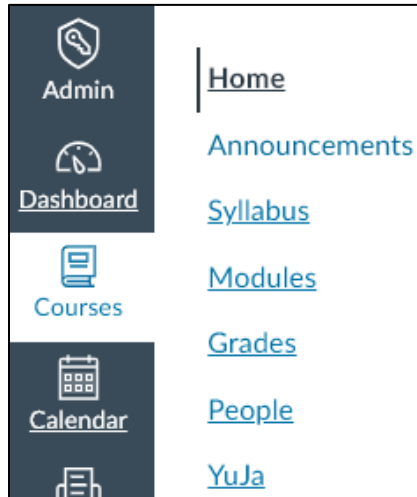 Admin
Dashboard
Courses
Calendar
Home
Announcements
Syllabus
Modules
Grades
People
YuJa